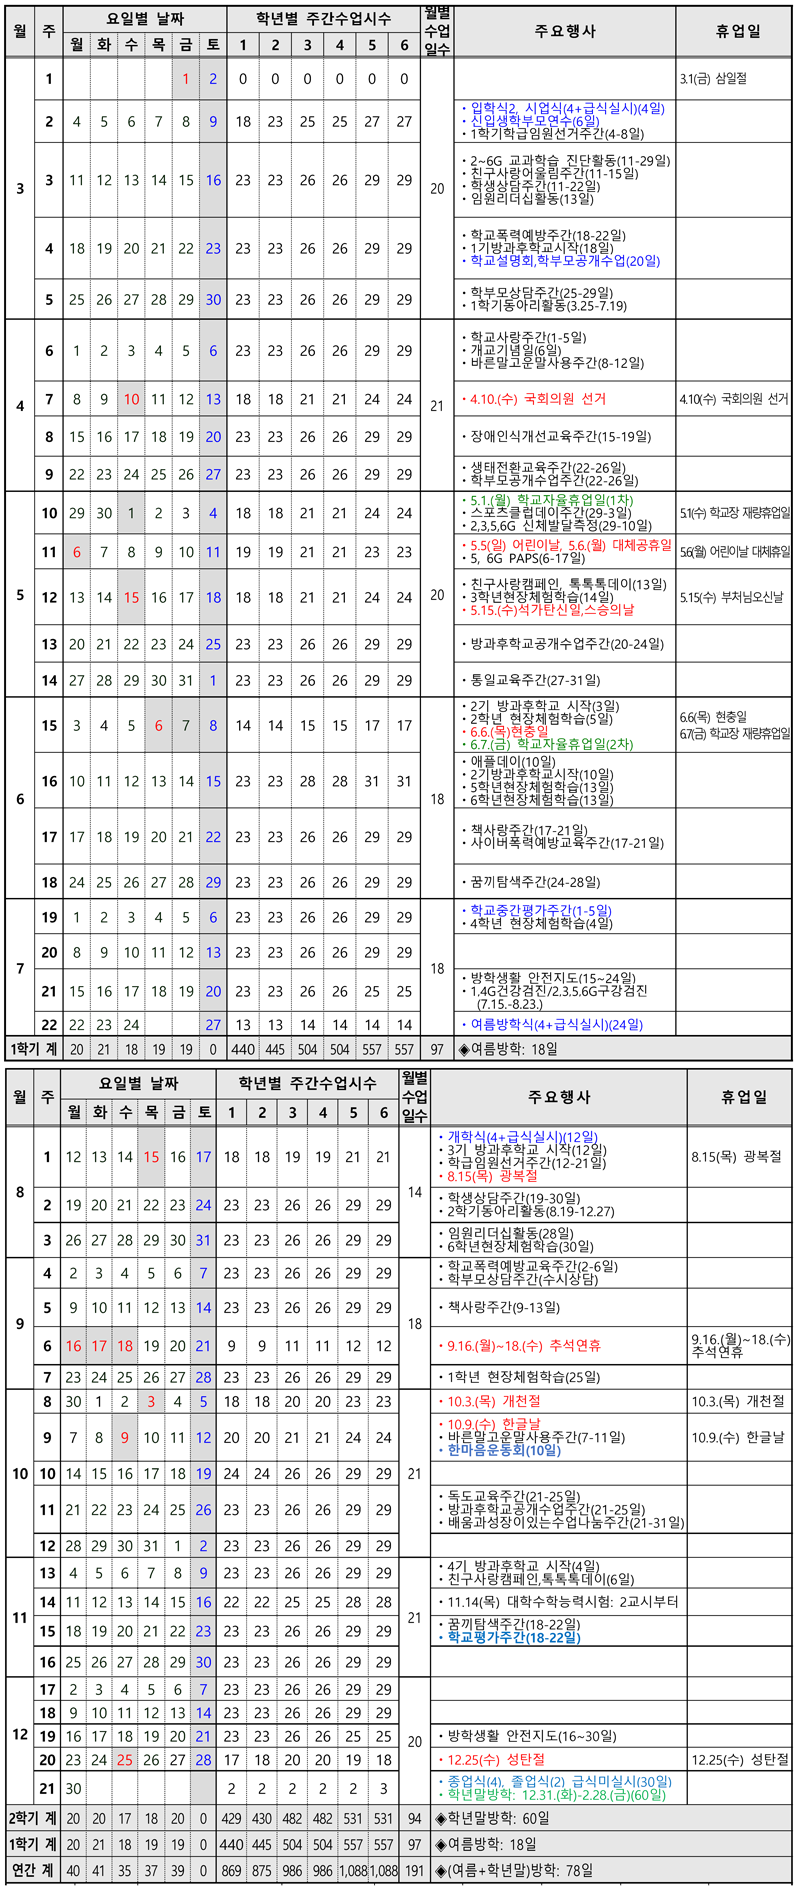 월 주 요일별 날짜 학년별 주간수업시수 월별 수업 일수 주요행사 휴업일
월 화 수 목 금 토 1 2 3 4 5 6
3 1 1 2 0 0 0 0 0 0 20 3.1(금) 삼일절
2 4 5 6 7 8 9 18 23 25 25 27 27
・입학식2, 시업식(4+급식실시)(4일)
・신입생학부모연수(6일)
・1학기학급임원선거주간(4-8일)
3 11 12 13 14 15 16 23 23 26 26 29 29
・2~6G 교과학습 진단활동(11-29일)
・친구사랑어울림주간(11-15일)
・학생상담주간(11-22일)
・임원리더십활동(13일)
4 18 19 20 21 22 23 23 23 26 26 29 29
・학교폭력예방주간(18-22일)
・1기방과후학교시작(18일)
・학교설명회,학부모공개수업(20일)
5 25 26 27 28 29 30 23 23 26 26 29 29
・학부모상담주간(25-29일)
・1학기동아리활동(3.25-7.19)
4 6 1 2 3 4 5 6 23 23 26 26 29 29 21
・학교사랑주간(1-5일)
・개교기념일(6일)
・바른말고운말사용주간(8-12일)
7 8 9 10 11 12 13 18 18 21 21 24 24 ・4.10.(수) 국회의원 선거 4.10(수) 국회의원 선거
8 15 16 17 18 19 20 23 23 26 26 29 29 ・장애인식개선교육주간(15-19일)
9 22 23 24 25 26 27 23 23 26 26 29 29
・생태전환교육주간(22-26일)
・학부모공개수업주간(22-26일)
5 10 29 30 1 2 3 4 18 18 21 21 24 24 20
・5.1.(월) 학교자율휴업일(1차)
・스포츠클럽데이주간(29-3일)
・2,3,5,6G 신체발달측정(29-10일)
5.1(수) 학교장 재량휴업일
11 6 7 8 9 10 11 19 19 21 21 23 23
・5.5(일) 어린이날, 5.6.(월) 대체공휴일
・5, 6G PAPS(6-17일)
5.6(월) 어린이날 대체휴일
12 13 14 15 16 17 18 18 18 21 21 24 24
・친구사랑캠페인, 톡톡톡데이(13일)
・3학년현장체험학습(14일)
・5.15.(수)석가탄신일,스승의날
5.15(수) 부처님오신날
13 20 21 22 23 24 25 23 23 26 26 29 29 ・방과후학교공개수업주간(20-24일)
14 27 28 29 30 31 1 23 23 26 26 29 29 ・통일교육주간(27-31일)
6 15 3 4 5 6 7 8 14 14 15 15 17 17 18
・2기 방과후학교 시작(3일)
・2학년 현장체험학습(5일)
・6.6.(목)현충일
・6.7.(금) 학교자율휴업일(2차)
6.6(목) 현충일
6.7(금) 학교장 재량휴업일
16 10 11 12 13 14 15 23 23 28 28 31 31
・애플데이(10일)
・2기방과후학교시작(10일)
・5학년현장체험학습(13일)
・6학년현장체험학습(13일)
17 17 18 19 20 21 22 23 23 26 26 29 29
・책사랑주간(17-21일)
・사이버폭력예방교육주간(17-21일)
18 24 25 26 27 28 29 23 23 26 26 29 29 ・꿈끼탐색주간(24-28일)
7 19 1 2 3 4 5 6 23 23 26 26 29 29 18
・학교중간평가주간(1-5일)
・4학년 현장체험학습(4일)
20 8 9 10 11 12 13 23 23 26 26 29 29
21 15 16 17 18 19 20 23 23 26 26 25 25
・방학생활 안전지도(15~24일)
・1,4G건강검진/2,3,5,6G구강검진
(7.15.-8.23.)
22 22 23 24 27 13 13 14 14 14 14 ・여름방학식(4+급식실시)(24일)
1학기 계 20 21 18 19 19 0 440 445 504 504 557 557 97 ◈여름방학: 18일
월 주 요일별 날짜 학년별 주간수업시수 월별 수업 일수 주요행사 휴업일
월 화 수 목 금 토 1 2 3 4 5 6
8 1 12 13 14 15 16 17 18 18 19 19 21 21 14
・개학식(4+급식실시)(12일)
・3기 방과후학교 시작(12일)
・학급임원선거주간(12-21일)
・8.15(목) 광복절
8.15(목) 광복절
2 19 20 21 22 23 24 23 23 26 26 29 29
・학생상담주간(19-30일)
・2학기동아리활동(8.19-12.27)
3 26 27 28 29 30 31 23 23 26 26 29 29
・임원리더십활동(28일)
・6학년현장체험학습(30일)
9 4 2 3 4 5 6 7 23 23 26 26 29 29 18
・학교폭력예방교육주간(2-6일)
・학부모상담주간(수시상담)
5 9 10 11 12 13 14 23 23 26 26 29 29 ・책사랑주간(9-13일)
6 16 17 18 19 20 21 9 9 11 11 12 12 ・9.16.(월)~18.(수) 추석연휴
9.16.(월)~18.(수)
추석연휴
7 23 24 25 26 27 28 23 23 26 26 29 29 ・1학년 현장체험학습(25일)
10 8 30 1 2 3 4 5 18 18 20 20 23 23 21 ・10.3.(목) 개천절 10.3.(목) 개천절
9 7 8 9 10 11 12 20 20 21 21 24 24
・10.9.(수) 한글날
・바른말고운말사용주간(7-11일)
・한마음운동회(10일)
10.9.(수) 한글날
10 14 15 16 17 18 19 24 24 26 26 29 29
11 21 22 23 24 25 26 23 23 26 26 29 29
・독도교육주간(21-25일)
・방과후학교공개수업주간(21-25일)
・배움과성장이있는수업나눔주간(21-31일)
12 28 29 30 31 1 2 23 23 26 26 29 29
11 13 4 5 6 7 8 9 23 23 26 26 29 29 21
・4기 방과후학교 시작(4일)
・친구사랑캠페인,톡톡톡데이(6일)
14 11 12 13 14 15 16 22 22 25 25 28 28 ・11.14(목) 대학수학능력시험: 2교시부터
15 18 19 20 21 22 23 23 23 26 26 29 29
・꿈끼탐색주간(18-22일)
・학교평가주간(18-22일)
16 25 26 27 28 29 30 23 23 26 26 29 29
12 17 2 3 4 5 6 7 23 23 26 26 29 29 20
18 9 10 11 12 13 14 23 23 26 26 29 29
19 16 17 18 19 20 21 23 23 26 26 25 25 ・방학생활 안전지도(16~30일)
20 23 24 25 26 27 28 17 18 20 20 19 18 ・12.25(수) 성탄절 12.25(수) 성탄절
21 30 2 2 2 2 2 3
・종업식(4), 졸업식(2) 급식미실시(30일)
・학년말방학: 12.31.(화)-2.28.(금)(60일)
2학기 계 20 20 17 18 20 0 429 430 482 482 531 531 94 ◈학년말방학: 60일
1학기 계 20 21 18 19 19 0 440 445 504 504 557 557 97 ◈여름방학: 18일
연간 계 40 41 35 37 39 0 869 875 986 986 1,088 1,088 191 ◈(여름+학년말)방학: 78일